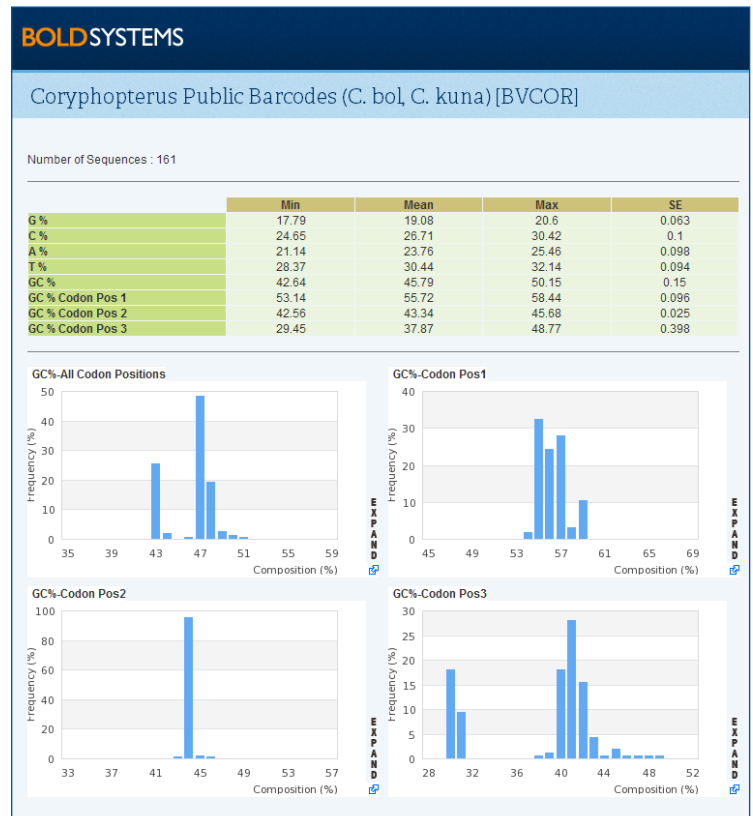 BOLDSYSTEMS
Coryphopterus Public Barcodes (C. bol, C. kuna) [BVCOR]
Number of Sequences : 161
Min Mean Max SE
G % 17.79 19.08 20.6 0.063
C % 24.65 26.71 30.42 0.1
A % 21.14 23.76 25.46 0.098
T % 28.37 30.44 32.14 0.094
GC % 42.64 45.79 50.15 0.15
GC % Codon Pos 1 53.14 55.72 58.44 0.096
GC % Codon Pos 2 42.56 43.34 45.68 0.025
GC % Codon Pos 3 29.45 37.87 48.77 0.398
GC%-All Codon Positions
50
40
30
20
10
0
Frequency (%)
35 39 43 47 51 55 59
Composition (%)
EXPAND
GC%-Codon Pos1
40
30
20
10
0
Frequency (%)
45 49 53 57 61 65 69
Composition (%)
EXPAND
GC%-Codon Pos2
100
80
60
40
20
0
Frequency (%)
33 37 41 45 49 53 57
Composition (%)
EXPAND
GC%-Codon Pos3
30
25
20
15
10
5
0
Frequency (%)
28 32 36 40 44 48 52
Composition (%)
EXPAND